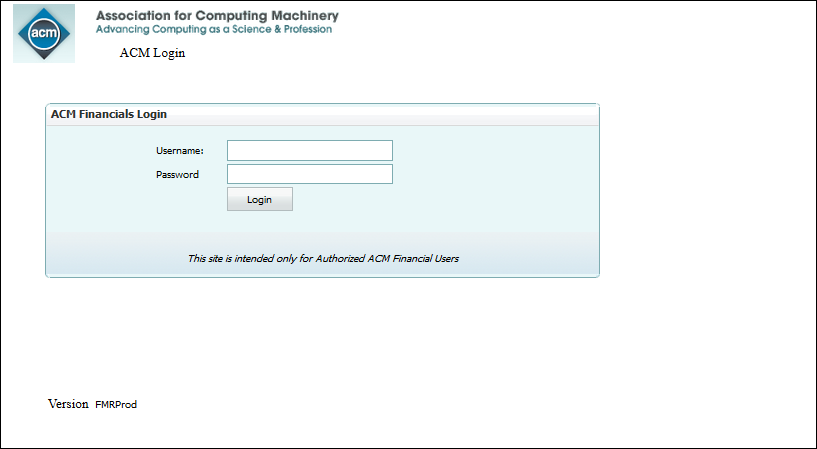 acm
Association for Computing Machinery
Advancing Computing as a Science & Profession
ACM Login
ACM Financials Login
Username:
Password
Login
This site is intended only for Authorized ACM Financial Users
Version FMRProd